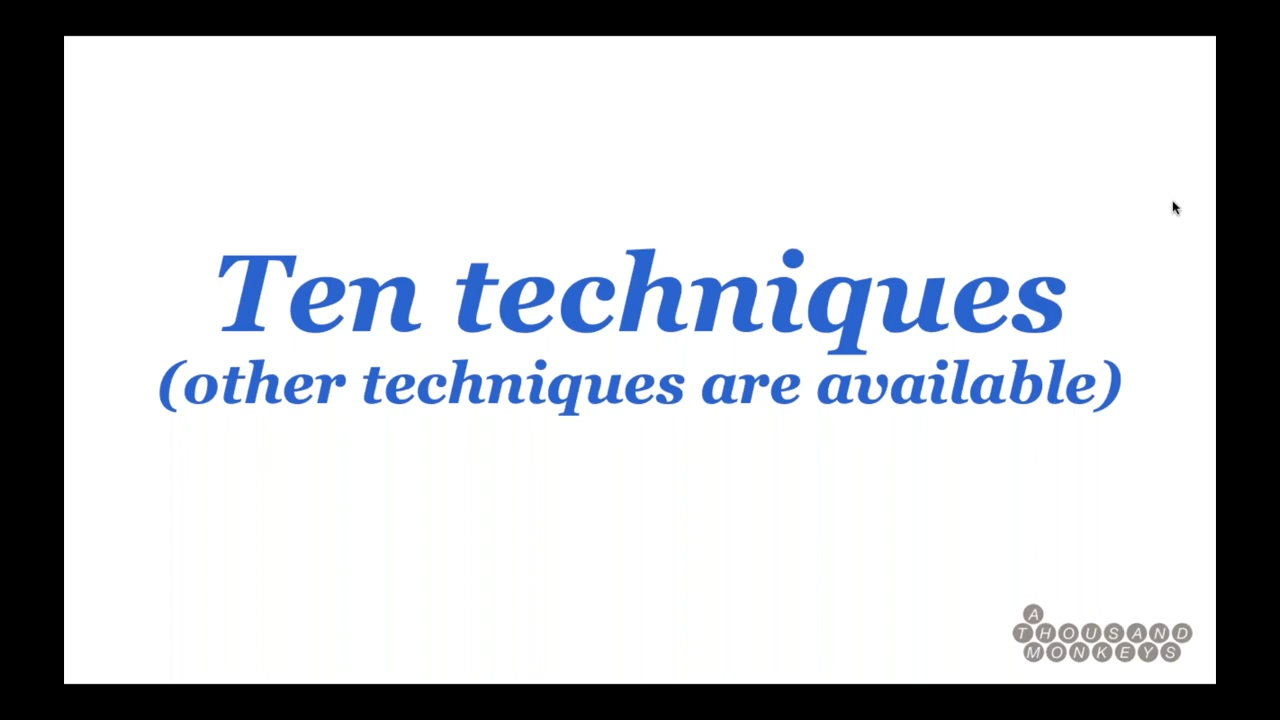 Ten techniques
(other techniques are available)
A
THOUSAND
MONKEYS